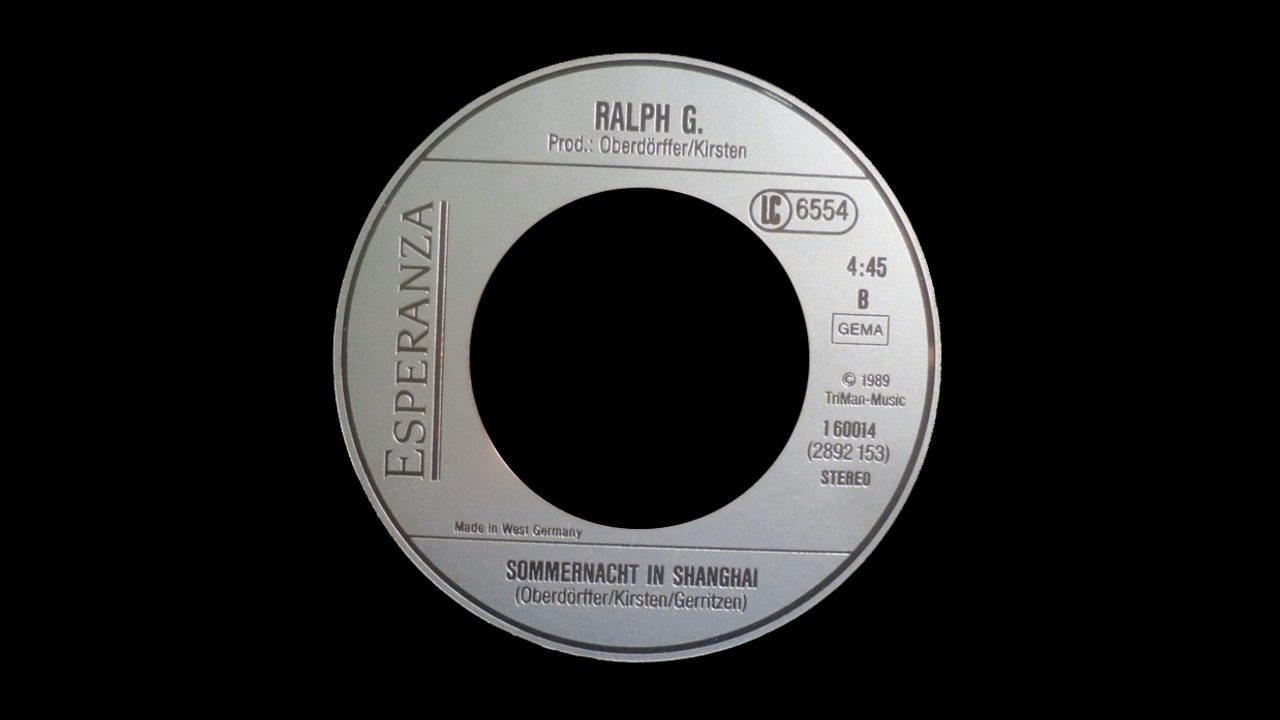 RALPH G.
Prod.: Oberdörffer/Kirsten
ESPERANZA
LC 6554
4:45
B
GEMA
© 1989
TriMan-Music
1 60014
(2892 153)
STEREO
Made in West Germany
SOMMERNACHT IN SHANGHAI
(Oberdörffer/Kirsten/Gerritzen)